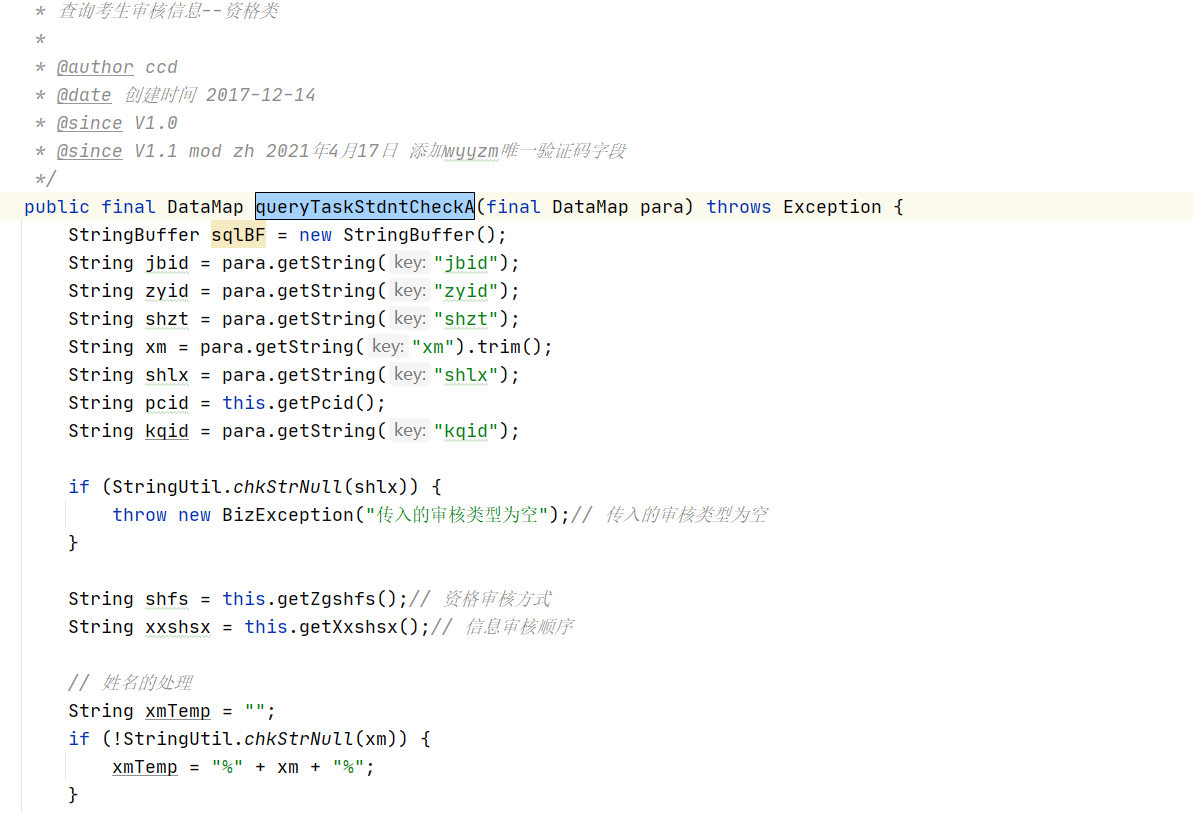 * 查询考生审核信息--资格类
*
* @author ccd
* @date 创建时间 2017-12-14
* @since V1.0
* @since V1.1 mod zh 2021年4月17日 添加wyyzm唯一验证码字段
*/
public final DataMap queryTaskStdntCheckA(final DataMap para) throws Exception {
StringBuffer sqlBF = new StringBuffer();
String jbid = para.getString( key: "jbid");
String zyid = para.getString( key: "zyid");
String shzt = para.getString( key: "shzt");
String xm = para.getString( key: "xm").trim();
String shlx = para.getString( key: "shlx");
String pcid = this.getPcid();
String kqid = para.getString( key: "kqid");
if (StringUtil.chkStrNull(shlx)) {
throw new BizException("传入的审核类型为空");// 传入的审核类型为空
}
String shfs = this.getZgshfs();// 资格审核方式
String xxshsx = this.getXxshsx();// 信息审核顺序
// 姓名的处理
String xmTemp = "";
if (!StringUtil.chkStrNull(xm)) {
xmTemp = "%" + xm + "%";
}